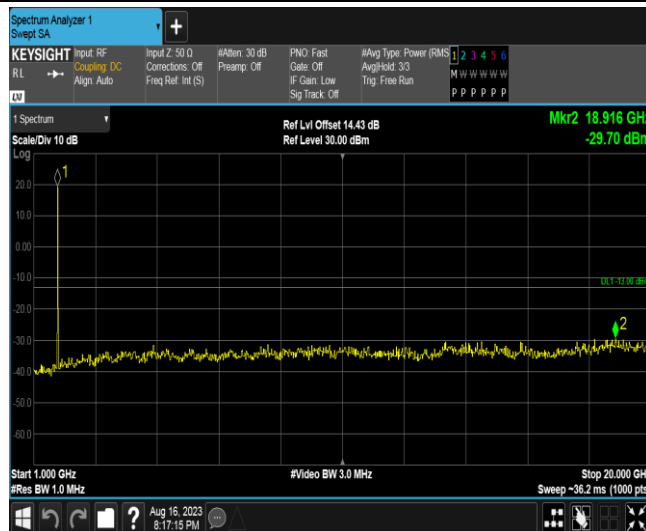 Spectrum Analyzer 1
Swept SA
+
KEYSIGHT
RL
LXI
Input: RF
Coupling: DC
Align: Auto
Input Z: 50 Ω
Corrections: Off
Freq Ref: Int (S)
#Atten: 30 dB
Preamp: Off
PNO: Fast
Gate: Off
IF Gain: Low
Sig Track: Off
#Avg Type: Power (RMS
Avg|Hold: 3/3
Trig: Free Run
1 2 3 4 5 6
M W W W W W
P P P P P P
1 Spectrum
Scale/Div 10 dB
Ref Lvl Offset 14.43 dB
Ref Level 30.00 dBm
Mkr2 18.916 GHz
-29.70 dBm
Log
1
20.0
10.0
0.00
-10.0
DL1 -13.00 dBm
-20.0
2
-30.0
-40.0
-50.0
-60.0
Start 1.000 GHz
#Video BW 3.0 MHz
Stop 20.000 GHz
#Res BW 1.0 MHz
Sweep ~36.2 ms (1000 pts)
?
Aug 16, 2023
8:17:15 PM